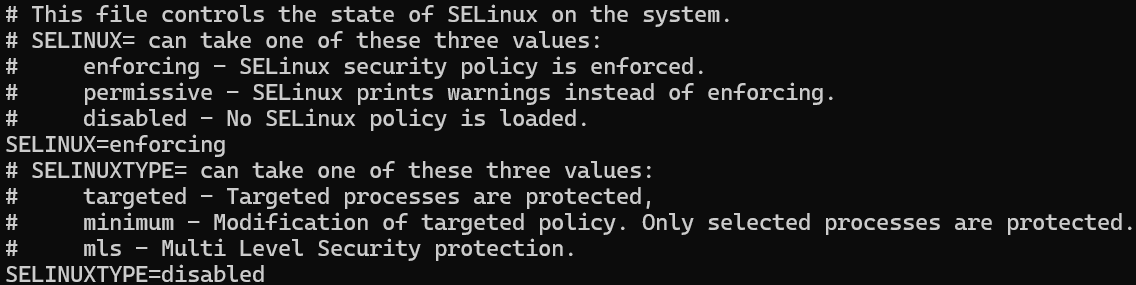 # This file controls the state of SELinux on the system.
# SELINUX= can take one of these three values:
#     enforcing - SELinux security policy is enforced.
#     permissive - SELinux prints warnings instead of enforcing.
#     disabled - No SELinux policy is loaded.
SELINUX=enforcing
# SELINUXTYPE= can take one of these three values:
#     targeted - Targeted processes are protected,
#     minimum - Modification of targeted policy. Only selected processes are protected.
#     mls - Multi Level Security protection.
SELINUXTYPE=disabled